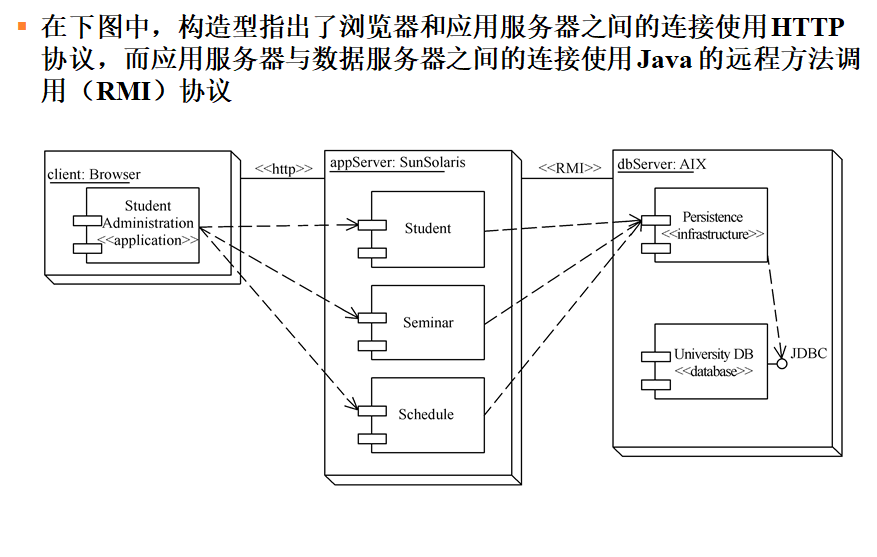 在下图中，构造型指出了浏览器和应用服务器之间的连接使用HTTP
协议，而应用服务器与数据服务器之间的连接使用Java的远程方法调
用（RMI）协议
client: Browser
<<http>>
appServer: SunSolaris
<<RMI>>
dbServer: AIX
Student
Administration
<<application>>
Student
Seminar
Schedule
Persistence
<<infrastructure>>
University DB
<<database>>
JDBC